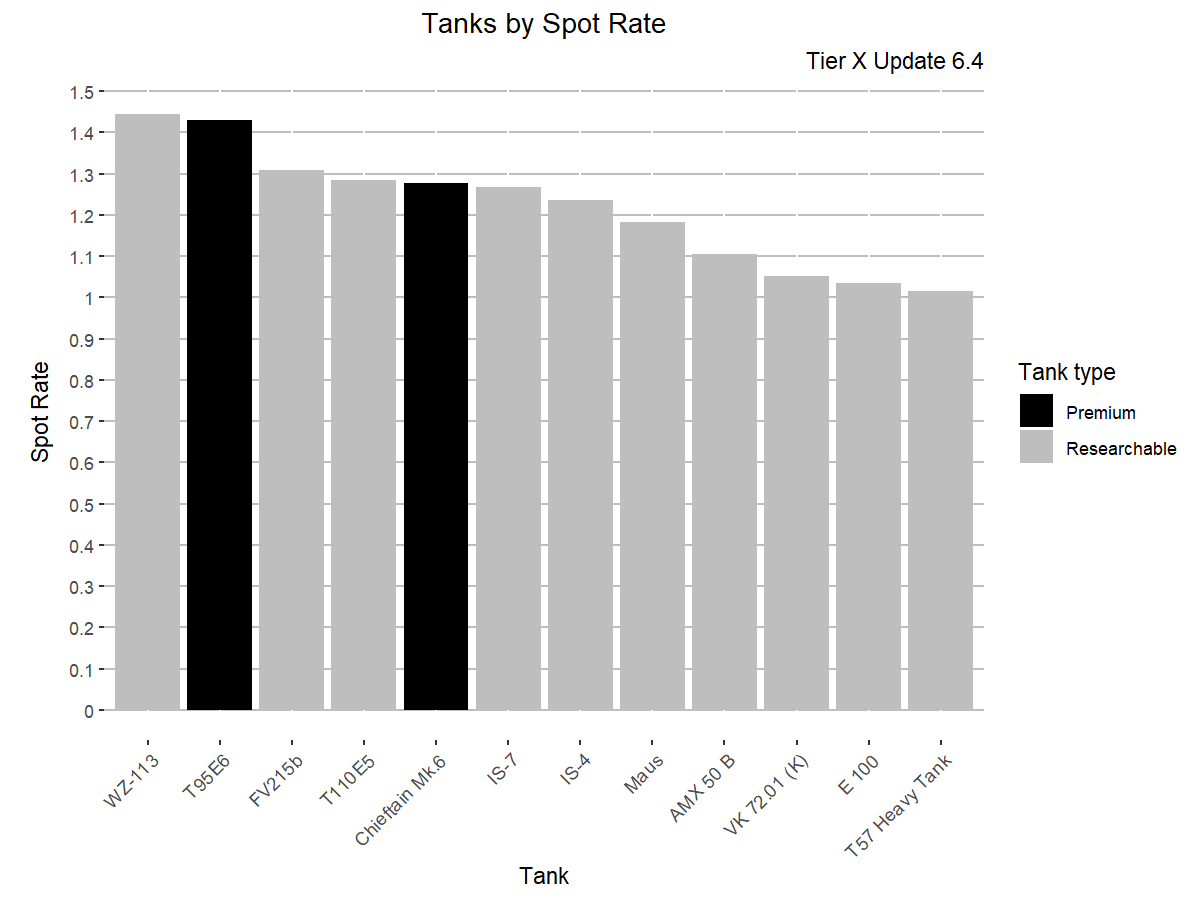 Tanks by Spot Rate
Tier X Update 6.4
1.5
1.4
1.3
1.2
1.1
1
0.9
0.8
0.7
0.6
0.5
0.4
0.3
0.2
0.1
0
Spot Rate
WZ-113
T95E6
FV215b
T110E5
Chieftain Mk.6
IS-7
IS-4
Maus
AMX 50 B
VK 72.01 (K)
E 100
T57 Heavy Tank
Tank
Tank type
Premium
Researchable